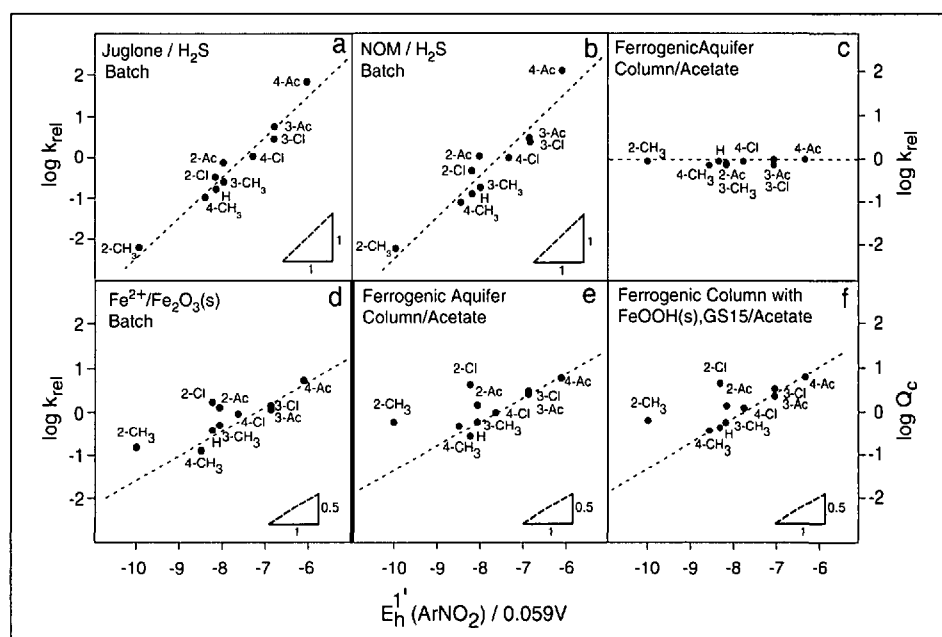 a
Juglone / H₂S
Batch
4-Ac
3-Ac
3-Cl
2-Ac
4-Cl
2-Cl
3-CH₃
H
4-CH₃
2-CH₃
1
1
b
NOM / H₂S
Batch
4-Ac
3-Ac
3-Cl
2-Ac
4-Cl
2-Cl
3-CH₃
H
4-CH₃
2-CH₃
1
1
c
FerrogenicAquifer
Column/Acetate
2-CH₃
H
4-Cl
4-Ac
4-CH₃
2-Ac
3-CH₃
3-Ac
3-Cl
2
1
0
-1
-2
log k_rel
2
1
0
-1
-2
log k_rel
d
Fe²⁺/Fe₂O₃(s)
Batch
4-Ac
2-Cl
2-Ac
3-Cl
3-Ac
4-Cl
2-CH₃
3-CH₃
H
4-CH₃
0.5
1
e
Ferrogenic Aquifer
Column/Acetate
2-Cl
4-Ac
2-Ac
3-Cl
3-Ac
2-CH₃
4-Cl
3-CH₃
H
4-CH₃
0.5
1
f
Ferrogenic Column with
FeOOH(s),GS15/Acetate
2-Cl
4-Ac
2-Ac
3-Cl
3-Ac
2-CH₃
4-Cl
3-CH₃
H
4-CH₃
0.5
1
2
1
0
-1
-2
log k_rel
2
1
0
-1
-2
log Q_c
-10 -9 -8 -7 -6
-10 -9 -8 -7 -6
-10 -9 -8 -7 -6
E_h^1' (ArNO₂) / 0.059V